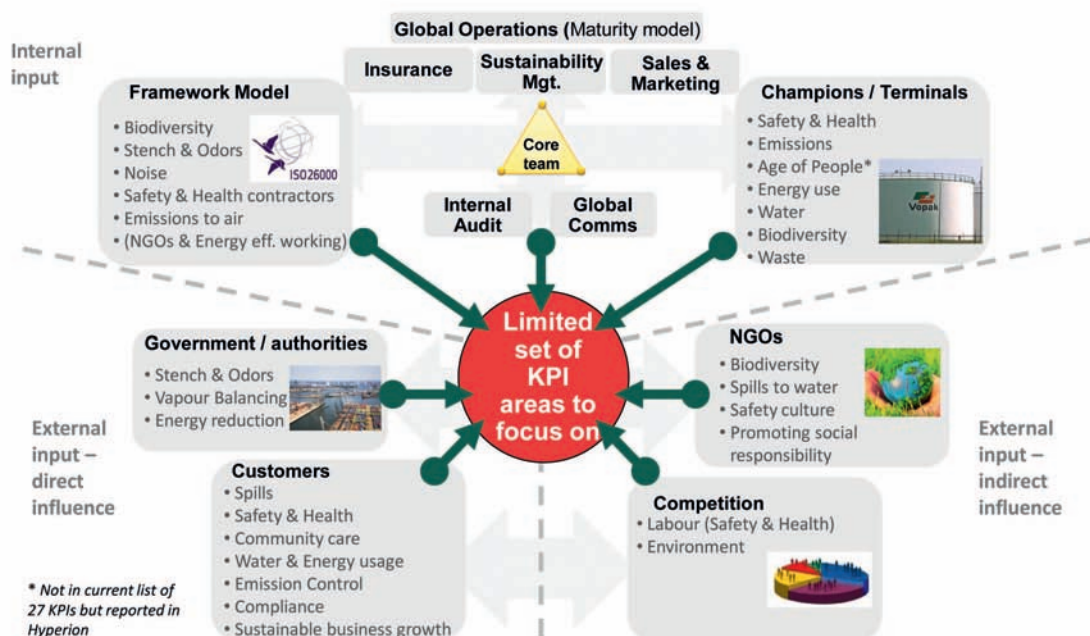 Global Operations (Maturity model)
Internal
input
Insurance
Sustainability
Mgt.
Sales &
Marketing
Framework Model
• Biodiversity
• Stench & Odors
• Noise
• Safety & Health contractors
• Emissions to air
• (NGOs & Energy eff. working)
ISO26000
Core
team
Internal
Audit
Global
Comms
Champions / Terminals
• Safety & Health
• Emissions
• Age of People*
• Energy use
• Water
• Biodiversity
• Waste
Vopak
Limited
set of
KPI
areas to
focus on
Government / authorities
• Stench & Odors
• Vapour Balancing
• Energy reduction
NGOs
• Biodiversity
• Spills to water
• Safety culture
• Promoting social
responsibility
External
input –
direct
influence
External
input –
indirect
influence
Customers
• Spills
• Safety & Health
• Community care
• Water & Energy usage
• Emission Control
• Compliance
• Sustainable business growth
Competition
• Labour (Safety & Health)
• Environment
* Not in current list of
27 KPIs but reported in
Hyperion